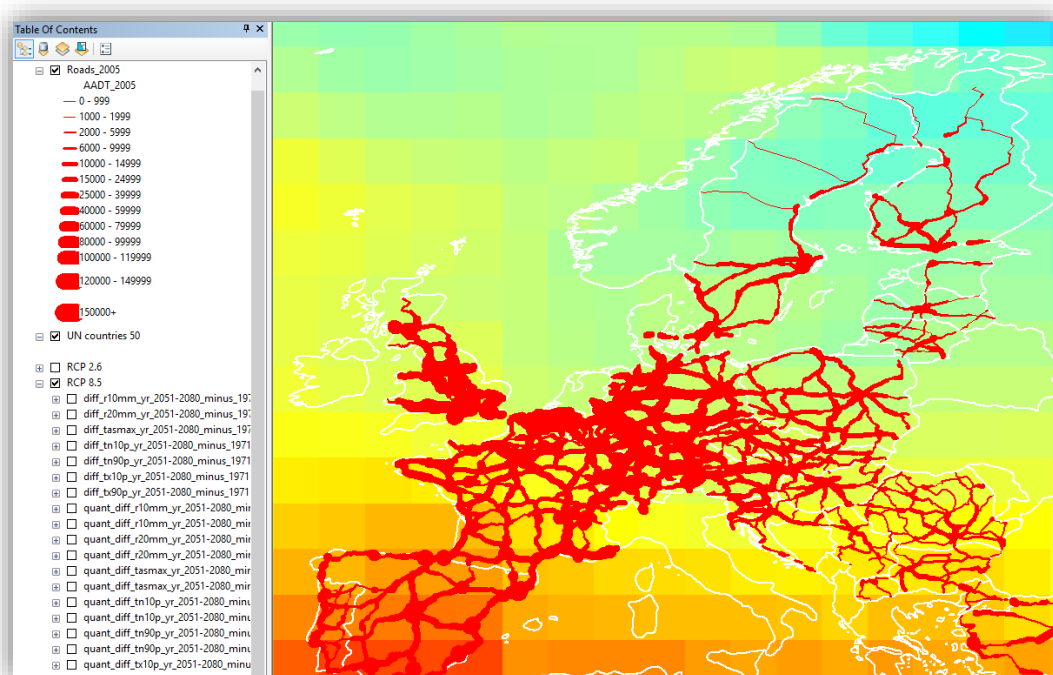 Table Of Contents
Roads_2005
AADT_2005
0 - 999
1000 - 1999
2000 - 5999
6000 - 9999
10000 - 14999
15000 - 24999
25000 - 39999
40000 - 59999
60000 - 79999
80000 - 99999
100000 - 119999
120000 - 149999
150000+
UN countries 50
RCP 2.6
RCP 8.5
diff_r10mm_yr_2051-2080_minus_197
diff_r20mm_yr_2051-2080_minus_197
diff_tasmax_yr_2051-2080_minus_197
diff_tn10p_yr_2051-2080_minus_1971
diff_tn90p_yr_2051-2080_minus_1971
diff_tx10p_yr_2051-2080_minus_1971
diff_tx90p_yr_2051-2080_minus_1971
quant_diff_r10mm_yr_2051-2080_min
quant_diff_r10mm_yr_2051-2080_min
quant_diff_r20mm_yr_2051-2080_min
quant_diff_r20mm_yr_2051-2080_min
quant_diff_tasmax_yr_2051-2080_mir
quant_diff_tasmax_yr_2051-2080_mir
quant_diff_tn10p_yr_2051-2080_minu
quant_diff_tn10p_yr_2051-2080_minu
quant_diff_tn90p_yr_2051-2080_minu
quant_diff_tn90p_yr_2051-2080_minu
quant_diff_tx10p_yr_2051-2080_minu